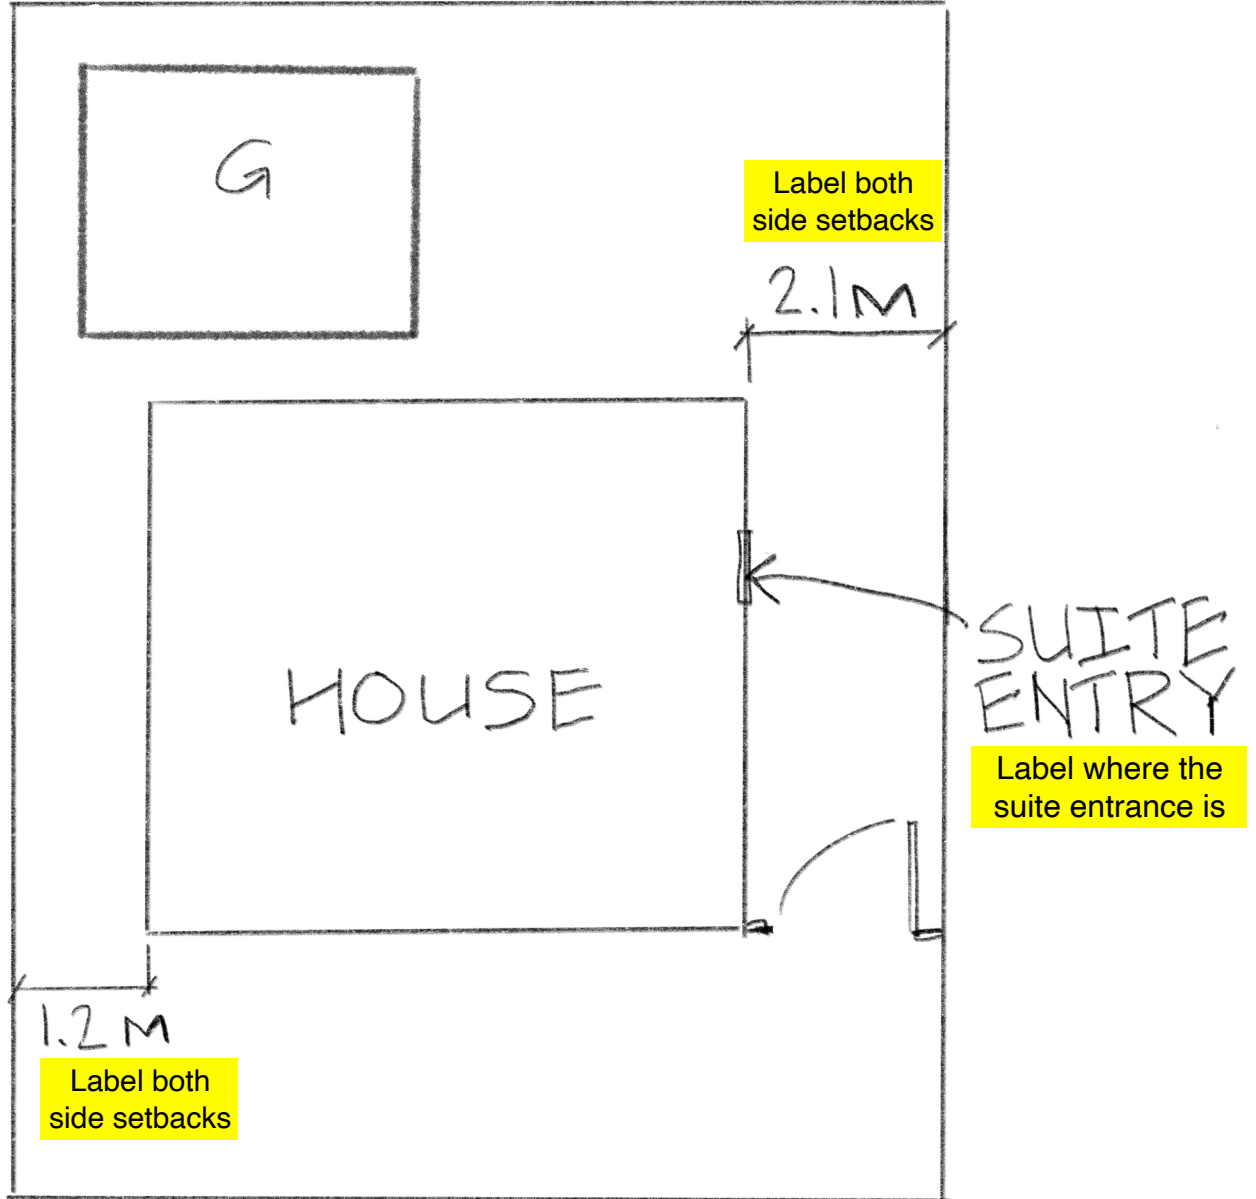 G
Label both
side setbacks
2.1M
SUITE
ENTRY
HOUSE
Label where the
suite entrance is
1.2 M
Label both
side setbacks